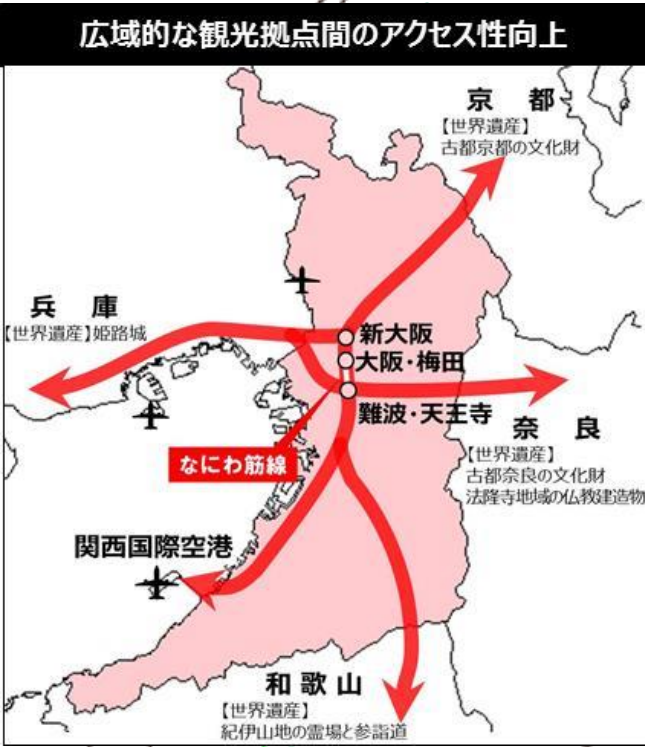 広域的な観光拠点間のアクセス性向上
京 都
【世界遺産】
古都京都の文化財
兵 庫
【世界遺産】姫路城
新大阪
大阪・梅田
難波・天王寺
なにわ筋線
奈 良
【世界遺産】
古都奈良の文化財
法隆寺地域の仏教建造物
関西国際空港
和歌山
【世界遺産】
紀伊山地の霊場と参詣道